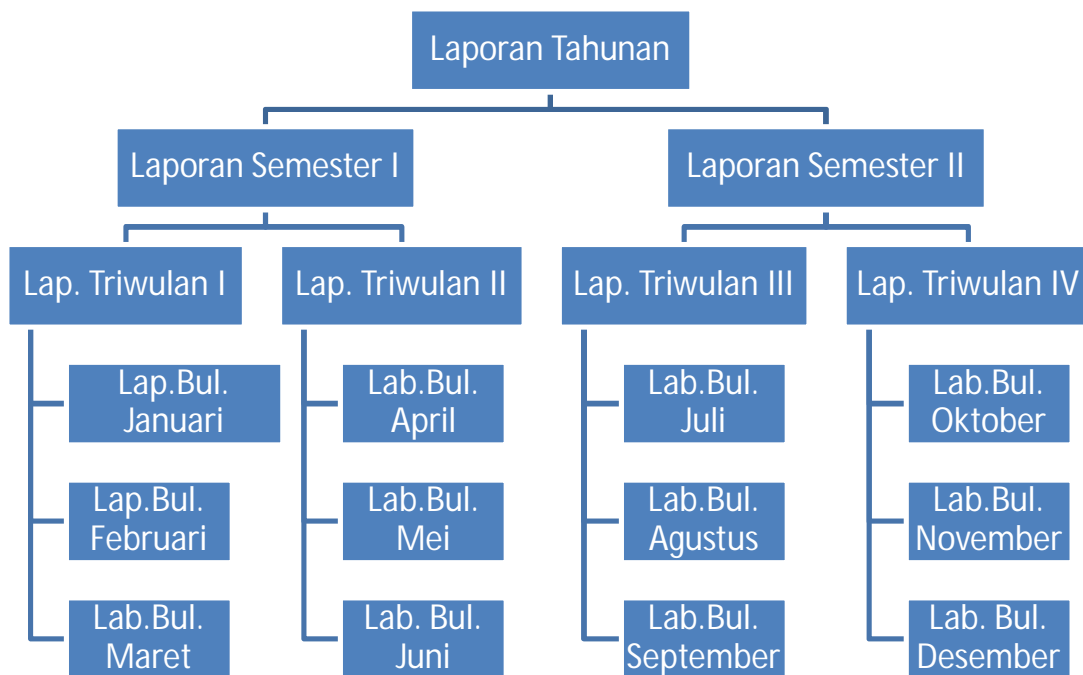 Laporan Tahunan
Laporan Semester I
Laporan Semester II
Lap. Triwulan I
Lap. Triwulan II
Lap. Triwulan III
Lap. Triwulan IV
Lap.Bul.
Januari
Lap.Bul.
Februari
Lab.Bul.
Maret
Lab.Bul.
April
Lab.Bul.
Mei
Lab. Bul.
Juni
Lab.Bul.
Juli
Lab.Bul.
Agustus
Lab.Bul.
September
Lab.Bul.
Oktober
Lab.Bul.
November
Lab. Bul.
Desember